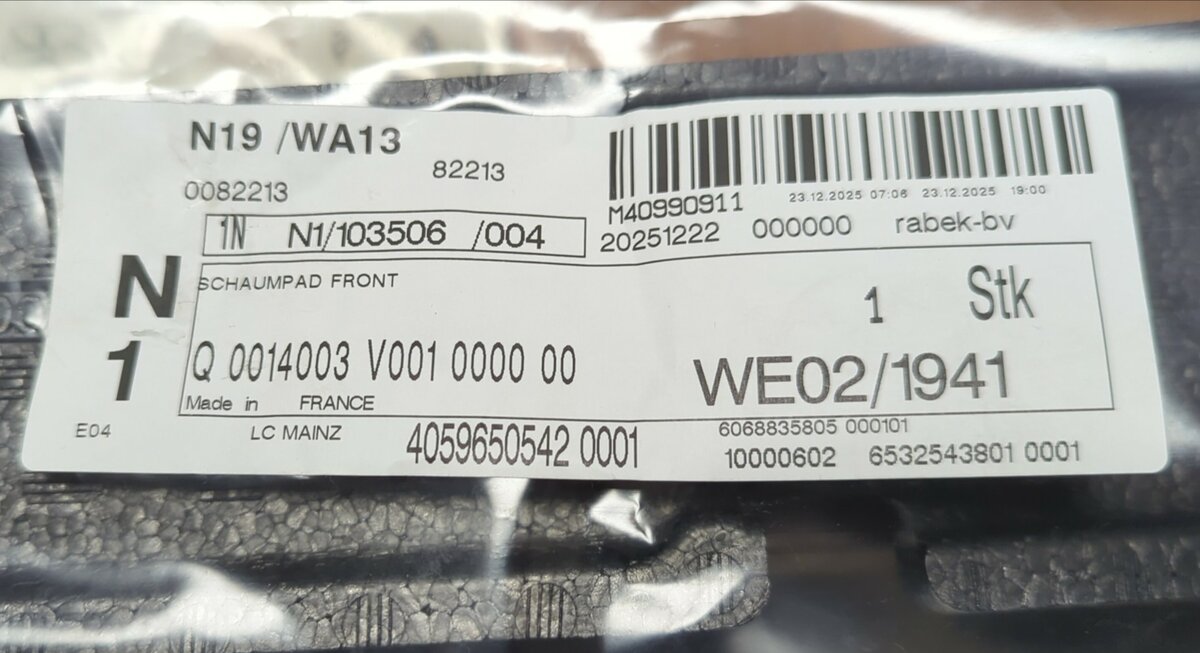 N19 /WA13
82213
0082213
1N N1/103506 /004
M40990911
23.12.2025 07:06 23.12.2025 19:00
20251222 000000 rabek-bv
N
1
SCHAUMPAD FRONT
1 Stk
Q 0014003 V001 0000 00
WE02/1941
Made in FRANCE
E04
LC MAINZ
4059650542 0001
6068835805 000101
10000602 6532543801 0001